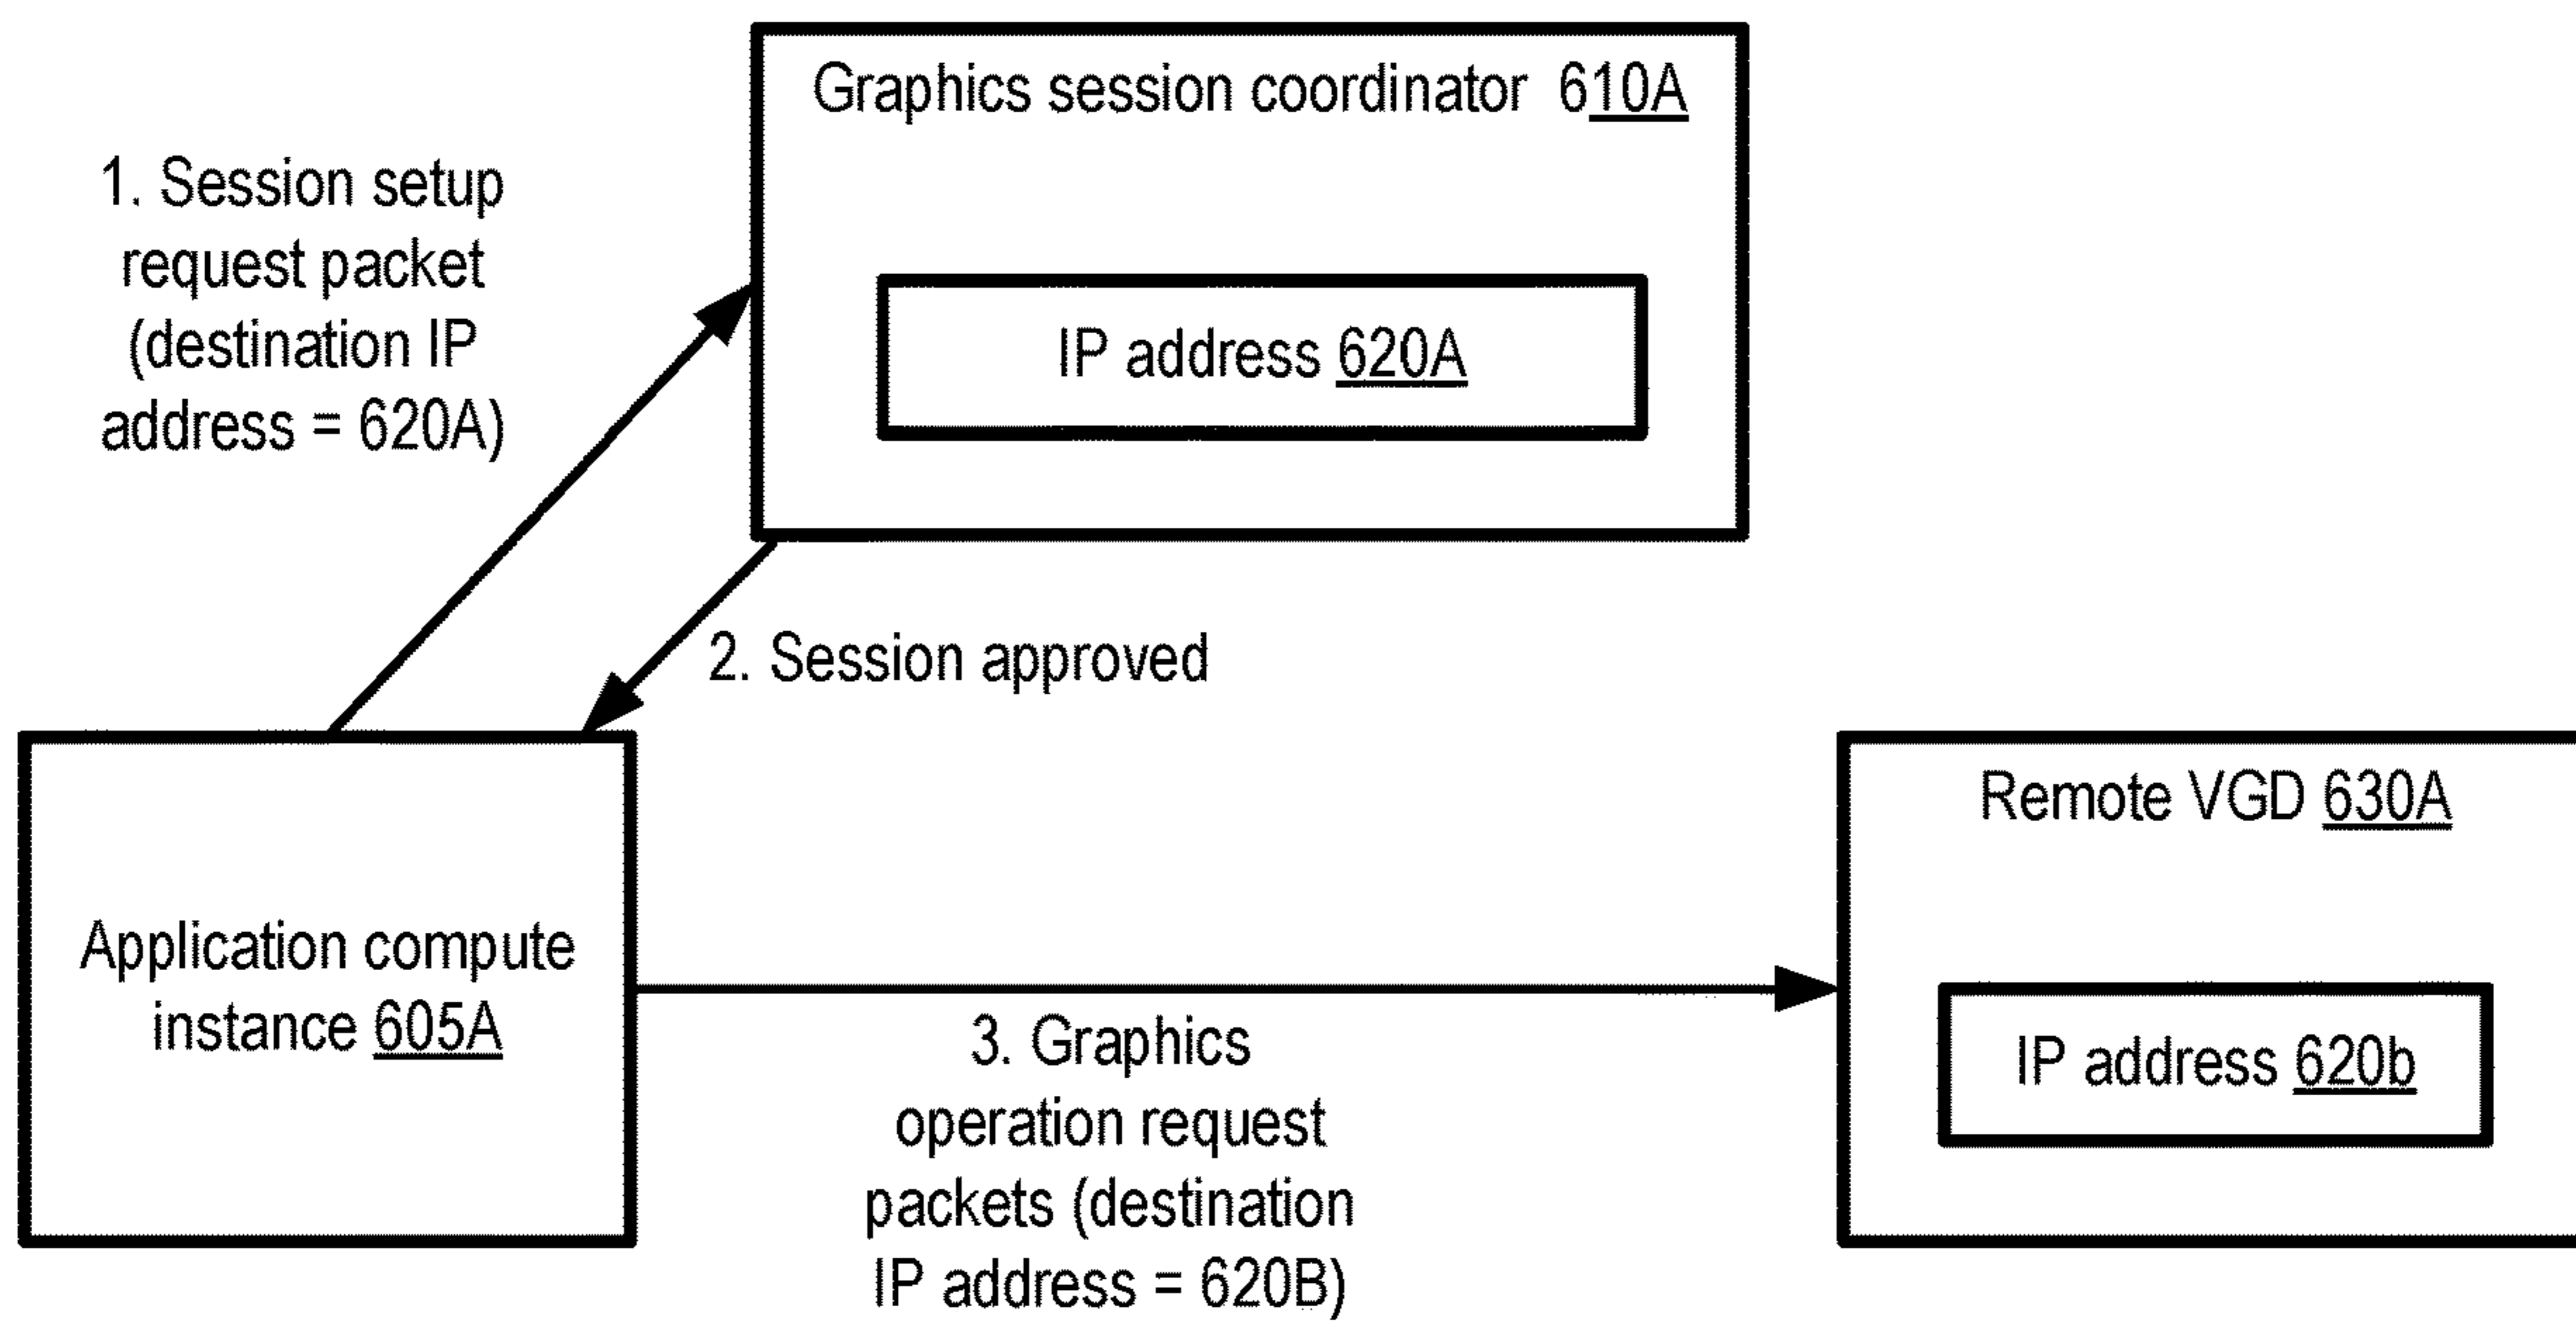 Graphics session coordinator 610A
IP address 620A
1. Session setup
request packet
(destination IP
address = 620A)
2. Session approved
Application compute
instance 605A
3. Graphics
operation request
packets (destination
IP address = 620B)
Remote VGD 630A
IP address 620b